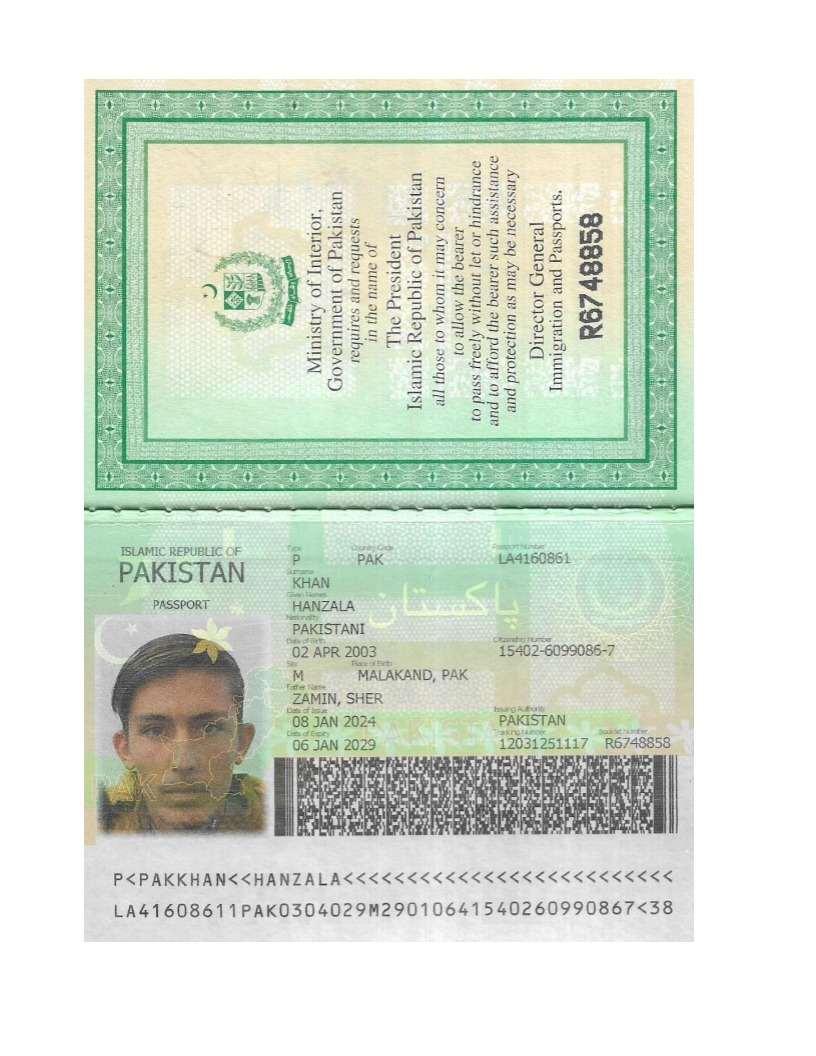 Ministry of Interior,
Government of Pakistan
requires and requests
in the name of
The President
Islamic Republic of Pakistan
all those to whom it may concern
to allow the bearer
to pass freely without let or hindrance
and to afford the bearer such assistance
and protection as may be necessary
Director General
Immigration and Passports.
R6748858
ISLAMIC REPUBLIC OF
PAKISTAN
PASSPORT
Type Country Code Passport Number
P PAK LA4160861
Surname
KHAN
Given Names
HANZALA
پاکستان
Nationality
PAKISTANI
Date of Birth Citizenship Number
02 APR 2003 15402-6099086-7
Sex Place of Birth
M MALAKAND, PAK
Father Name
ZAMIN, SHER
Date of Issue Issuing Authority
08 JAN 2024 PAKISTAN
Date of Expiry Tracking Number Booklet Number
06 JAN 2029 12031251117 R6748858
PAKISTAN
PAK
P<PAKKHAN<<HANZALA<<<<<<<<<<<<<<<<<<<<<<<<<<
LA41608611PAK0304029M29010641540260990867<38